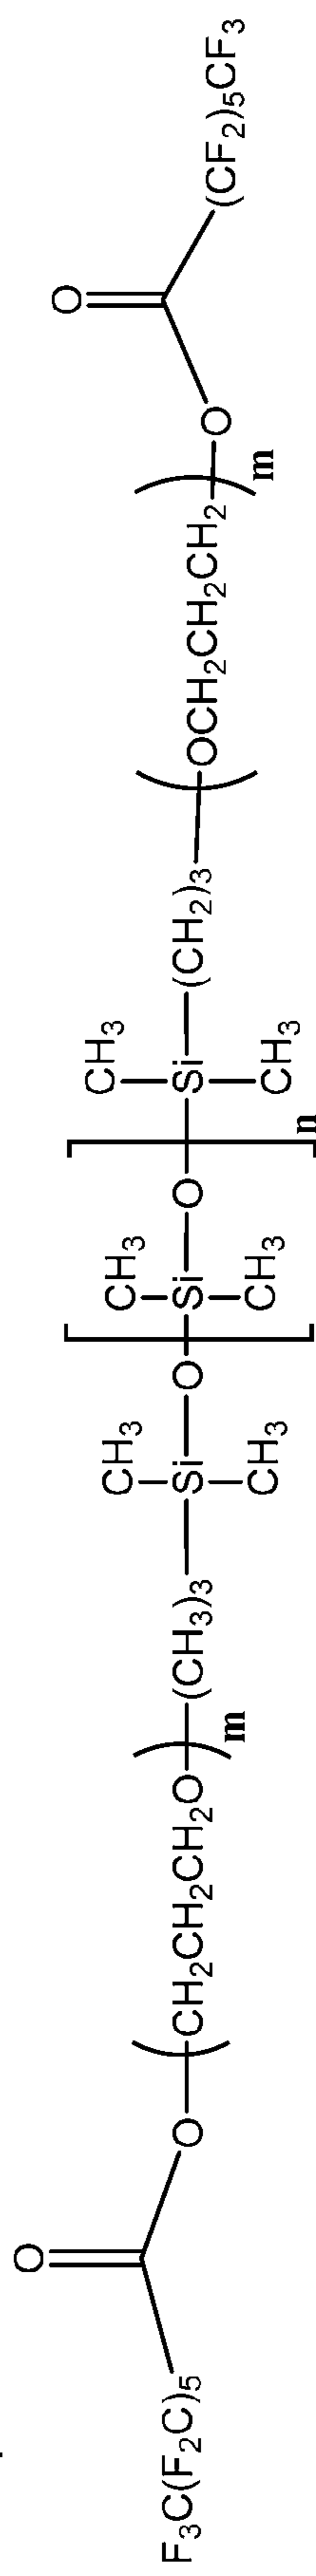 O CH3 CH3 CH3 O
F3C(F2C)5 O ( CH2CH2CH2O ) (CH3)3 Si O [ Si O ] Si (CH2)3 ( OCH2CH2CH2 ) O (CF2)5CF3
m CH3 CH3 n CH3 m